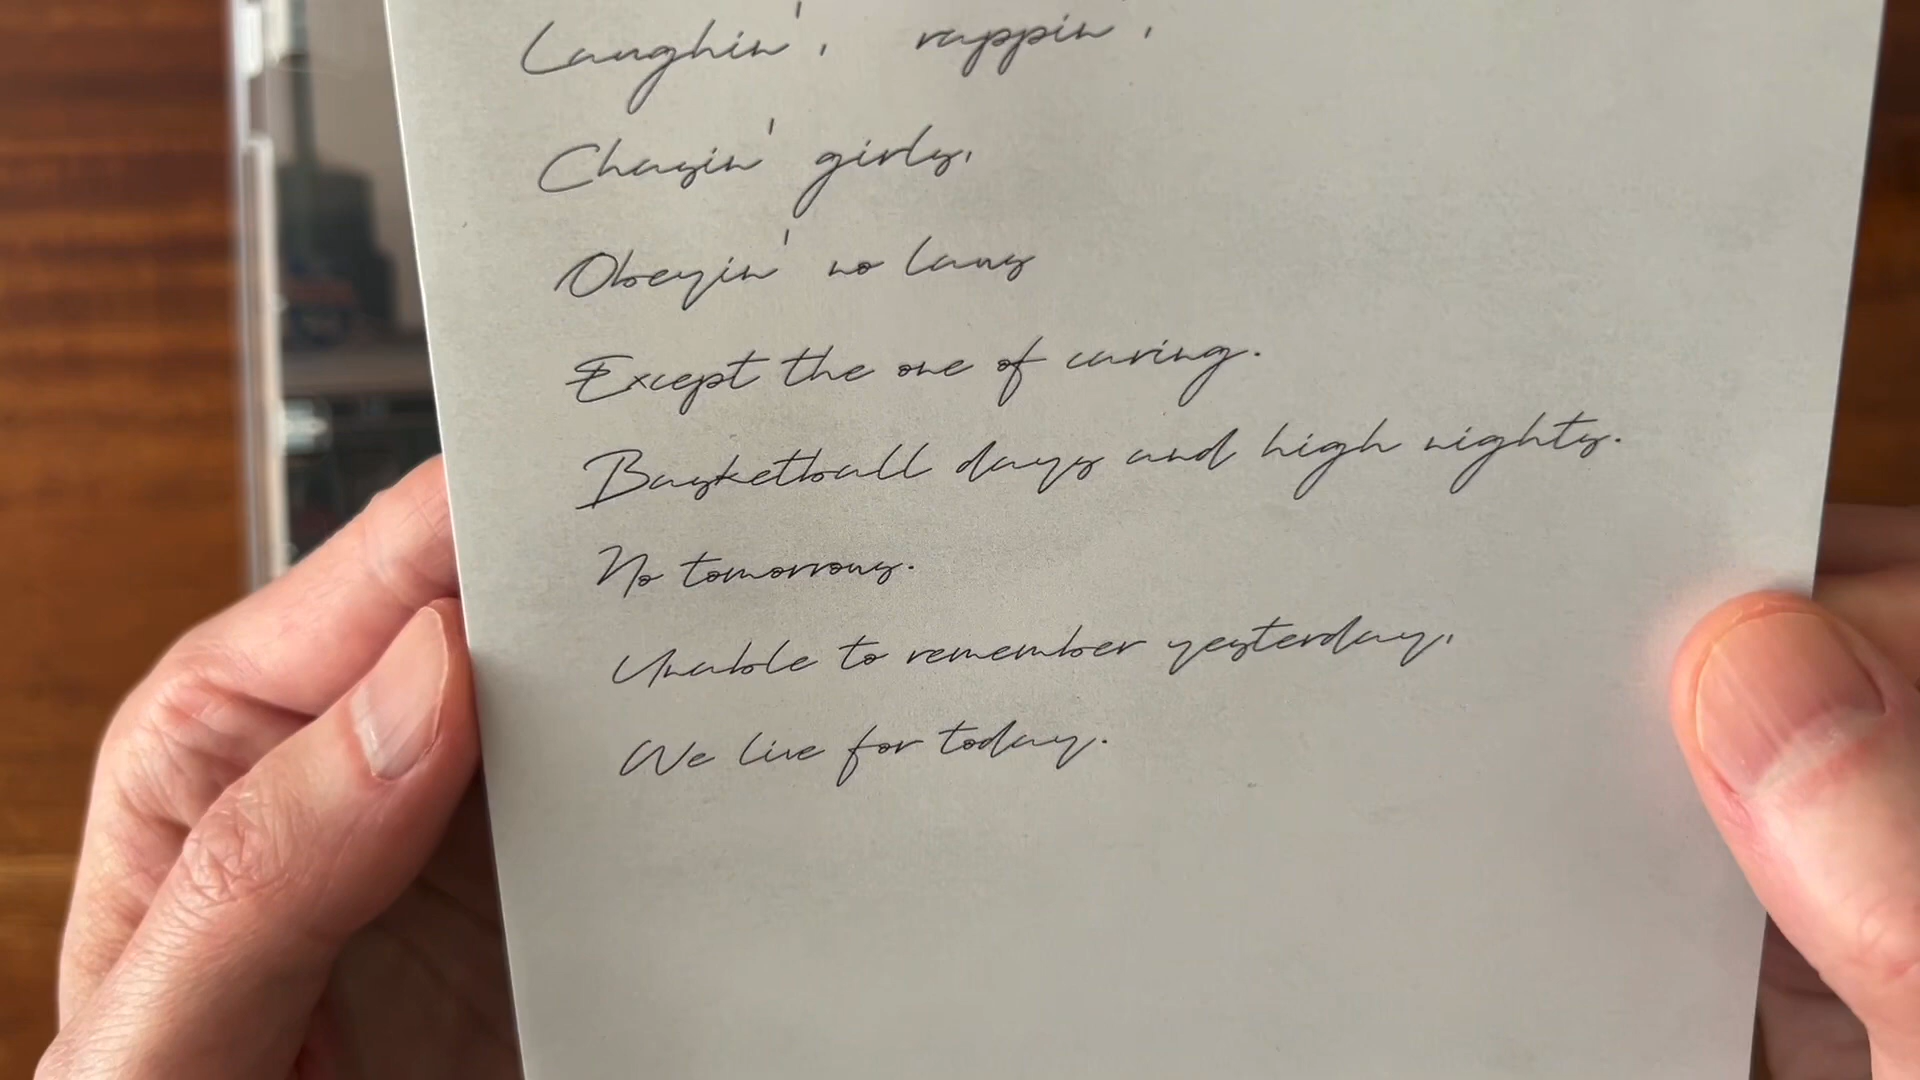 Laughin', rappin',
Chasin' girls,
Obeyin' no laws
Except the one of caring.
Basketball days and high nights.
No tomorrows.
Unable to remember yesterday,
We live for today.